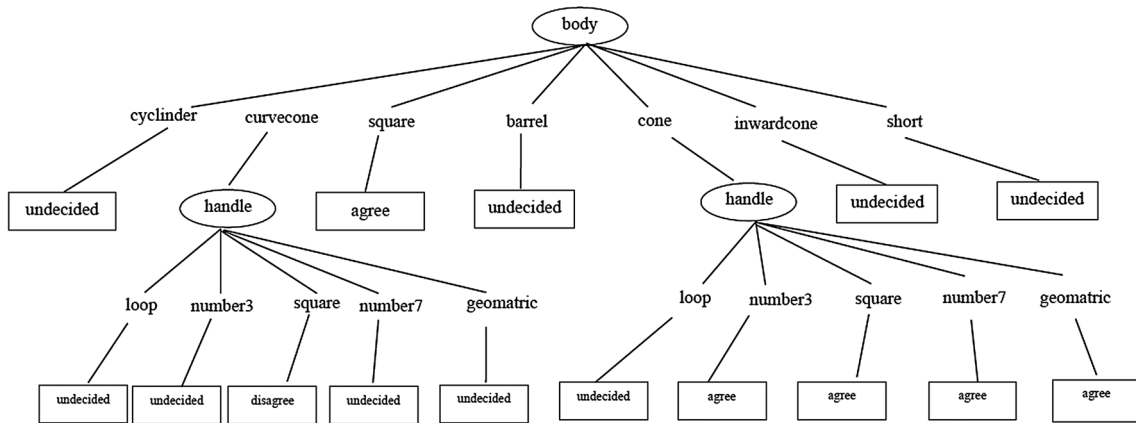 body
cyclinder curvecone square barrel cone inwardcone short
undecided handle agree undecided handle undecided undecided
loop number3 square number7 geomatric loop number3 square number7 geomatric
undecided undecided disagree undecided undecided undecided agree agree agree agree